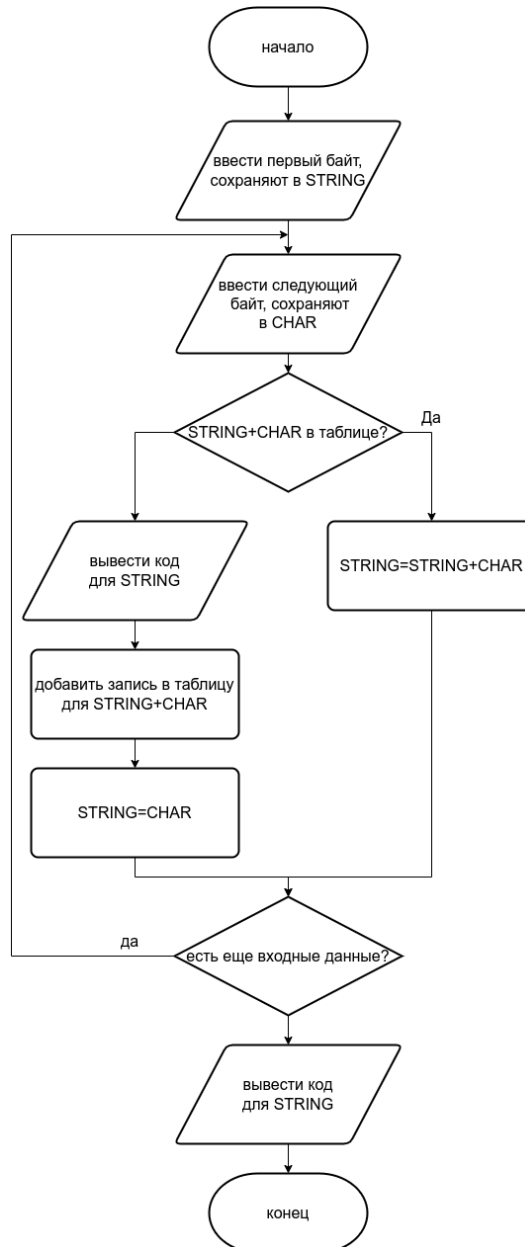 начало
ввести первый байт,
сохраняют в STRING
ввести следующий
байт, сохраняют
в CHAR
STRING+CHAR в таблице?
Да
вывести код
для STRING
STRING=STRING+CHAR
добавить запись в таблицу
для STRING+CHAR
STRING=CHAR
да
есть еще входные данные?
вывести код
для STRING
конец